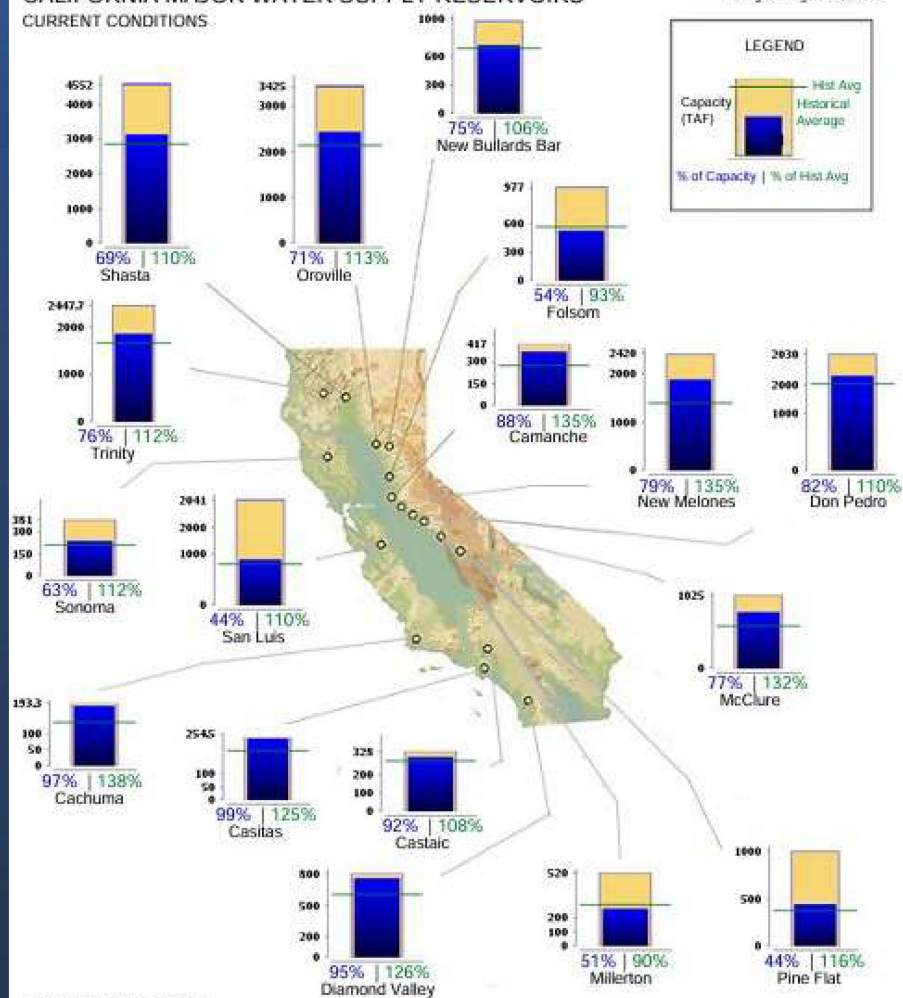 CALIFORNIA MAJOR WATER SUPPLY RESERVOIRS
CURRENT CONDITIONS
LEGEND
Hist Avg
Capacity
(TAF)
Historical
Average
% of Capacity | % of Hist Avg
1000
600
300
0
75% | 106%
New Bullards Bar
4552
4000
3000
2000
1000
0
69% | 110%
Shasta
3425
3000
2000
1000
0
71% | 113%
Oroville
977
600
300
0
54% | 93%
Folsom
2447.7
2000
1000
0
76% | 112%
Trinity
417
300
150
0
88% | 135%
Camanche
2420
2000
1000
0
79% | 135%
New Melones
2030
2000
1000
0
82% | 110%
Don Pedro
381
300
150
0
63% | 112%
Sonoma
2041
2000
1000
0
44% | 110%
San Luis
1025
0
77% | 132%
McClure
193.3
100
50
0
97% | 138%
Cachuma
254.5
100
50
0
99% | 125%
Casitas
325
200
100
0
92% | 108%
Castaic
800
500
200
0
95% | 126%
Diamond Valley
520
200
100
0
51% | 90%
Millerton
1000
500
0
44% | 116%
Pine Flat